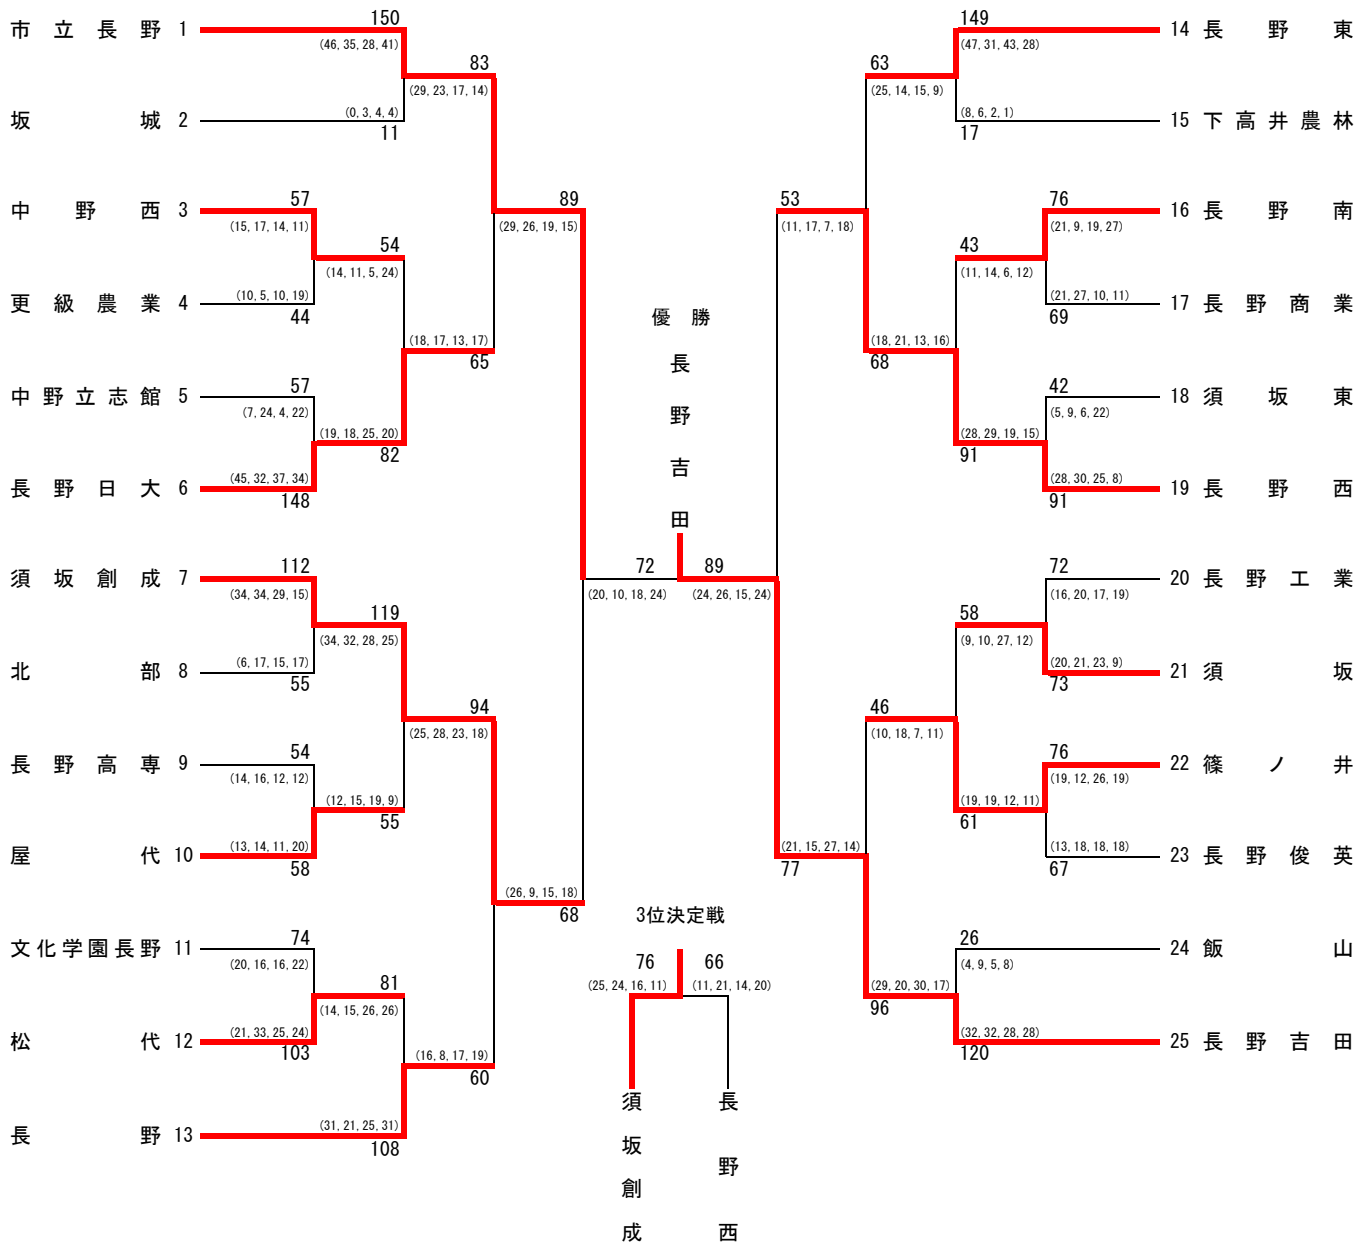 市立長野 1
150
(46, 35, 28, 41)
坂城 2
(0, 3, 4, 4)
11
83
(29, 23, 17, 14)
中野西 3
57
(15, 17, 14, 11)
更級農業 4
(10, 5, 10, 19)
44
54
(14, 11, 5, 24)
中野立志館 5
57
(7, 24, 4, 22)
長野日大 6
(45, 32, 37, 34)
148
(19, 18, 25, 20)
82
(18, 17, 13, 17)
65
89
(29, 26, 19, 15)
須坂創成 7
112
(34, 34, 29, 15)
北部 8
(6, 17, 15, 17)
55
119
(34, 32, 28, 25)
長野高専 9
54
(14, 16, 12, 12)
屋代 10
(13, 14, 11, 20)
58
(12, 15, 19, 9)
55
94
(25, 28, 23, 18)
文化学園長野 11
74
(20, 16, 16, 22)
松代 12
(21, 33, 25, 24)
103
81
(14, 15, 26, 26)
長野 13
(31, 21, 25, 31)
108
(16, 8, 17, 19)
60
(26, 9, 15, 18)
68
優勝
長野吉田
72
(20, 10, 18, 24)
89
(24, 26, 15, 24)
3位決定戦
76
(25, 24, 16, 11)
66
(11, 21, 14, 20)
須坂創成
長野西
149
(47, 31, 43, 28)
14 長野東
(8, 6, 2, 1)
17
15 下高井農林
63
(25, 14, 15, 9)
76
(21, 9, 19, 27)
16 長野南
(21, 27, 10, 11)
69
17 長野商業
43
(11, 14, 6, 12)
42
(5, 9, 6, 22)
18 須坂東
(28, 30, 25, 8)
91
19 長野西
(28, 29, 19, 15)
91
(18, 21, 13, 16)
68
53
(11, 17, 7, 18)
72
(16, 20, 17, 19)
20 長野工業
(20, 21, 23, 9)
73
21 須坂
58
(9, 10, 27, 12)
76
(19, 12, 26, 19)
22 篠ノ井
(13, 18, 18, 18)
67
23 長野俊英
(19, 19, 12, 11)
61
46
(10, 18, 7, 11)
26
(4, 9, 5, 8)
24 飯山
(32, 32, 28, 28)
120
25 長野吉田
(29, 20, 30, 17)
96
(21, 15, 27, 14)
77